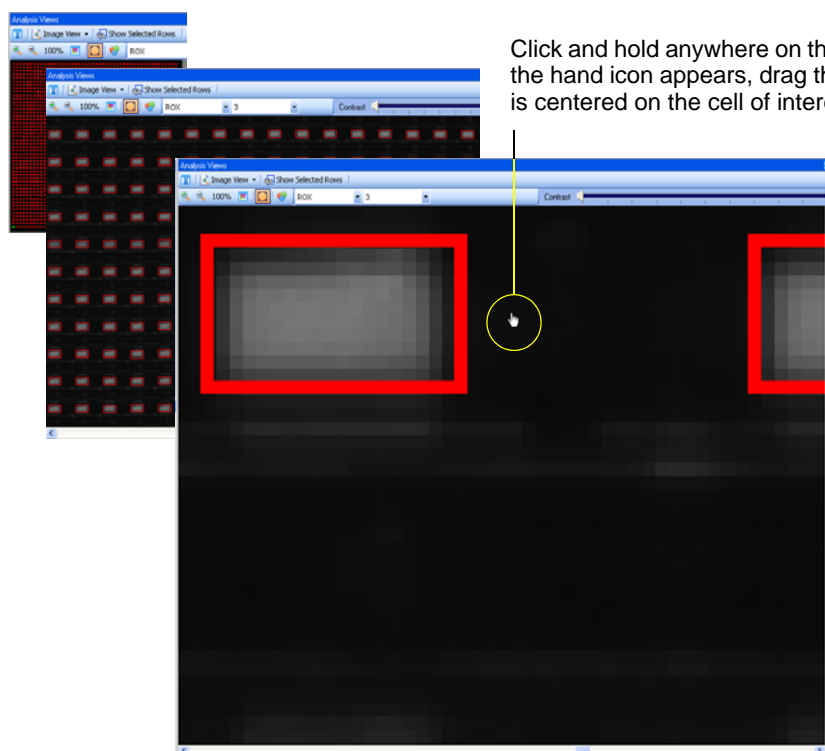 Analysis Views
Image View Show Selected Rows
100% ROX
Analysis Views
Image View Show Selected Rows
100% ROX 3 Contrast
Click and hold anywhere on th
the hand icon appears, drag th
is centered on the cell of intere
Analysis Views
Image View Show Selected Rows
100% ROX 3 Contrast